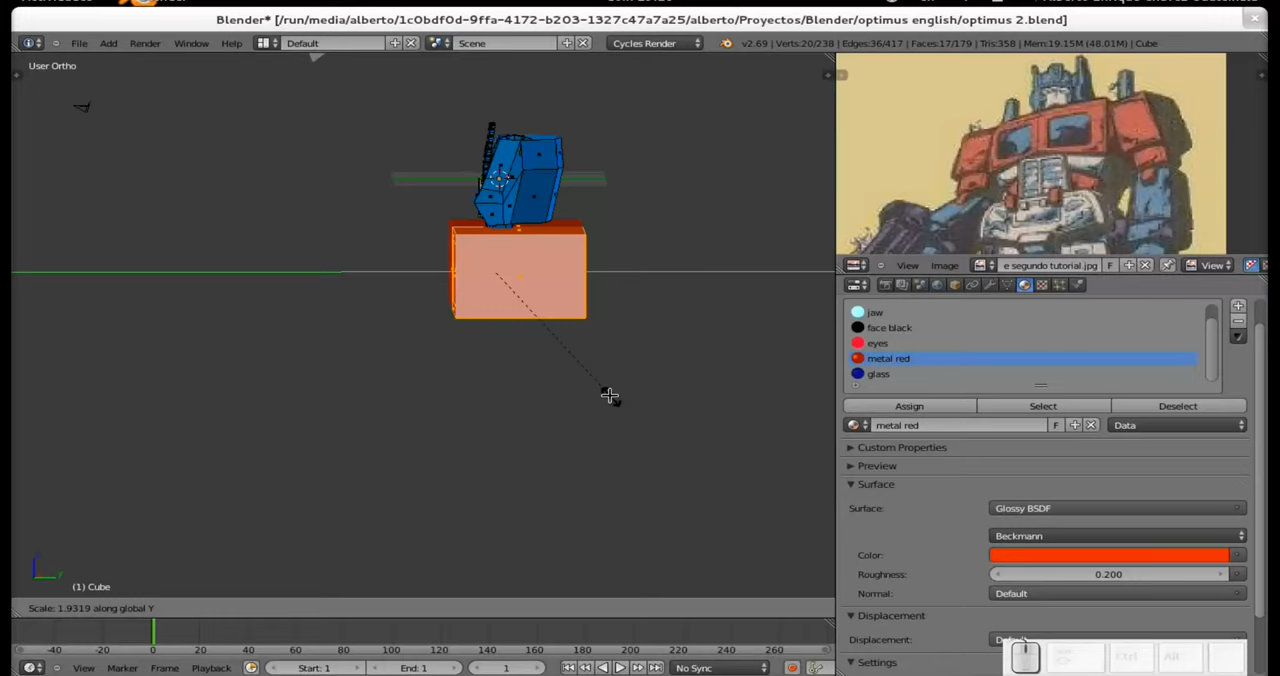 Blender* [/run/media/alberto/1c0bdf0d-9ffa-4172-b203-1327c47a7a25/alberto/Proyectos/Blender/optimus english/optimus 2.blend]
File Add Render Window Help Default Scene Cycles Render v2.69 | Verts:20/238 | Edges:36/417 | Faces:17/179 | Tris:358 | Mem:19.15M (48.01M) | Cube
User Ortho
View Image e segundo tutorial.jpg F View
jaw
face black
eyes
metal red
glass
Assign Select Deselect
metal red F Data
Custom Properties
Preview
Surface
Surface: Glossy BSDF
Beckmann
Color:
Roughness: 0.200
Normal: Default
Displacement
Displacement:
Settings
Ctrl Alt
(1) Cube
Scale: 1.9319 along global Y
-40 -20 0 20 40 60 80 100 120 140 160 180 200 220 240 260
View Marker Frame Playback Start: 1 End: 1 1 No Sync